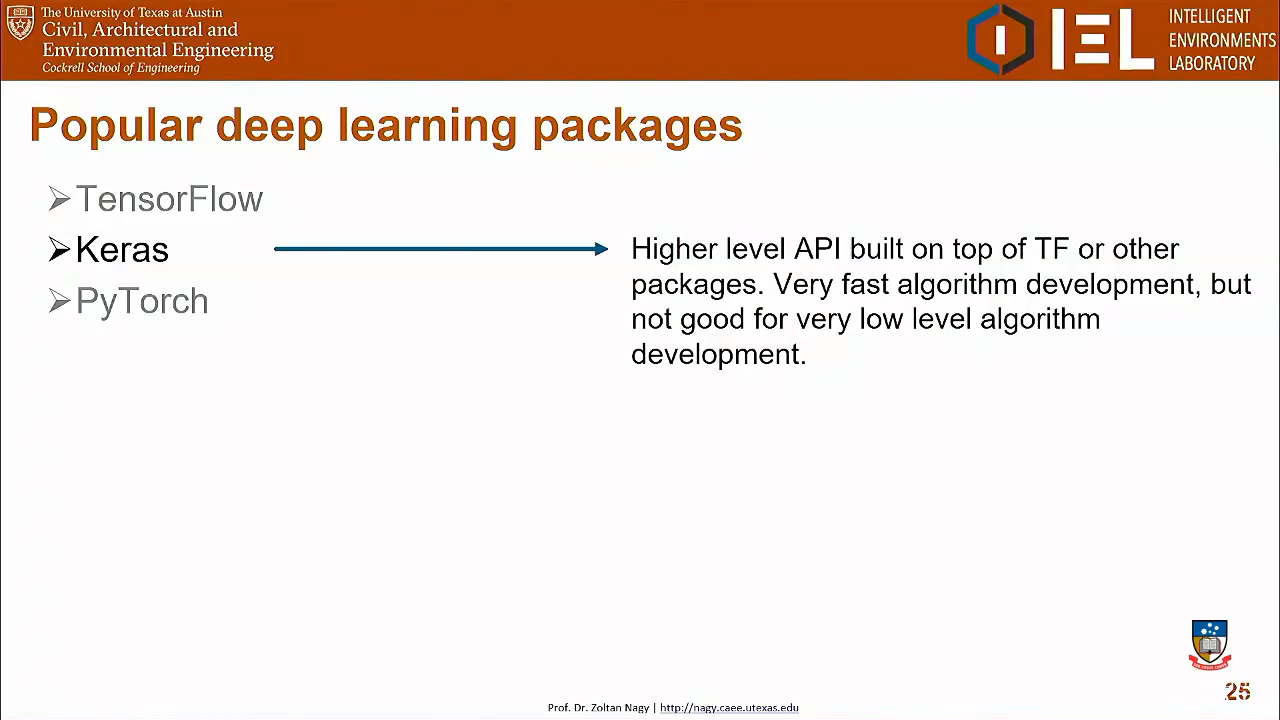 The University of Texas at Austin
Civil, Architectural and
Environmental Engineering
Cockrell School of Engineering
I
IEL
INTELLIGENT
ENVIRONMENTS
LABORATORY
Popular deep learning packages
➢TensorFlow
➢Keras
➢PyTorch
Higher level API built on top of TF or other
packages. Very fast algorithm development, but
not good for very low level algorithm
development.
25
Prof. Dr. Zoltan Nagy | http://nagy.caee.utexas.edu